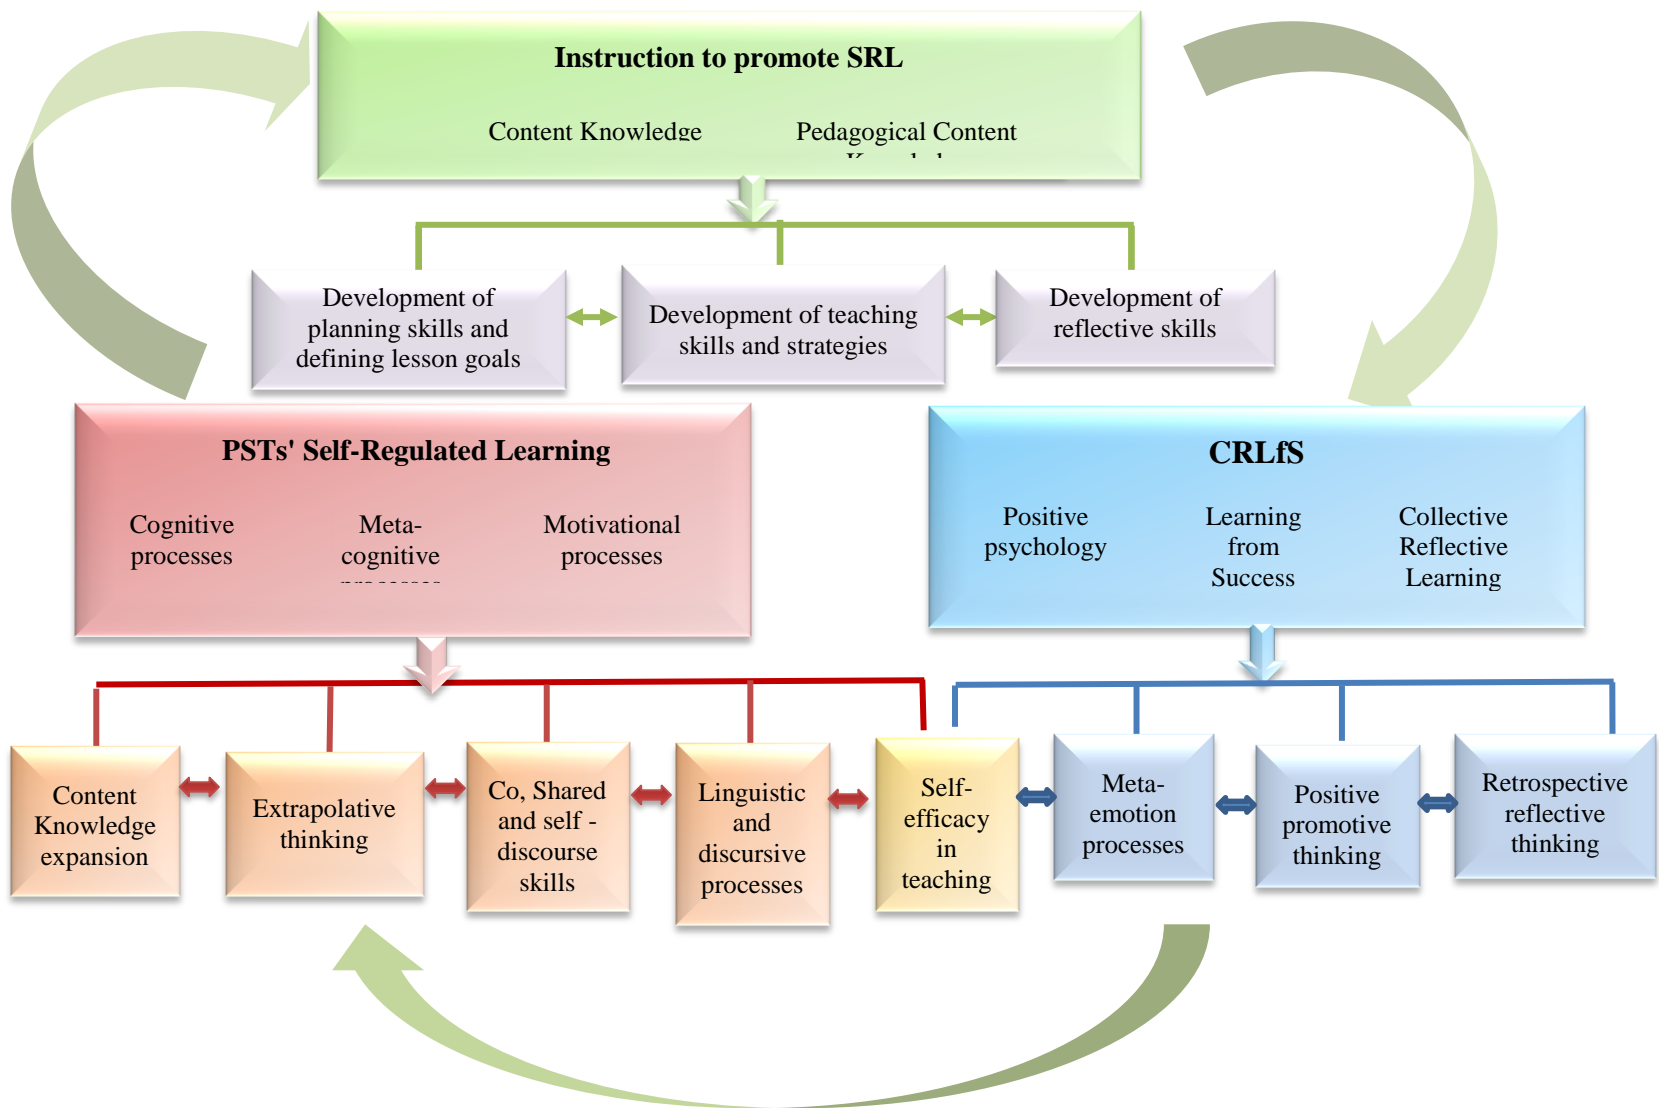 Instruction to promote SRL
Content Knowledge
Pedagogical Content
Development of
planning skills and
defining lesson goals
Development of teaching
skills and strategies
Development of
reflective skills
PSTs' Self-Regulated Learning
Cognitive
processes
Meta-
cognitive
Motivational
processes
CRLfS
Positive
psychology
Learning
from
Success
Collective
Reflective
Learning
Content
Knowledge
expansion
Extrapolative
thinking
Co, Shared
and self -
discourse
skills
Linguistic
and
discursive
processes
Self-
efficacy
in
teaching
Meta-
emotion
processes
Positive
promotive
thinking
Retrospective
reflective
thinking